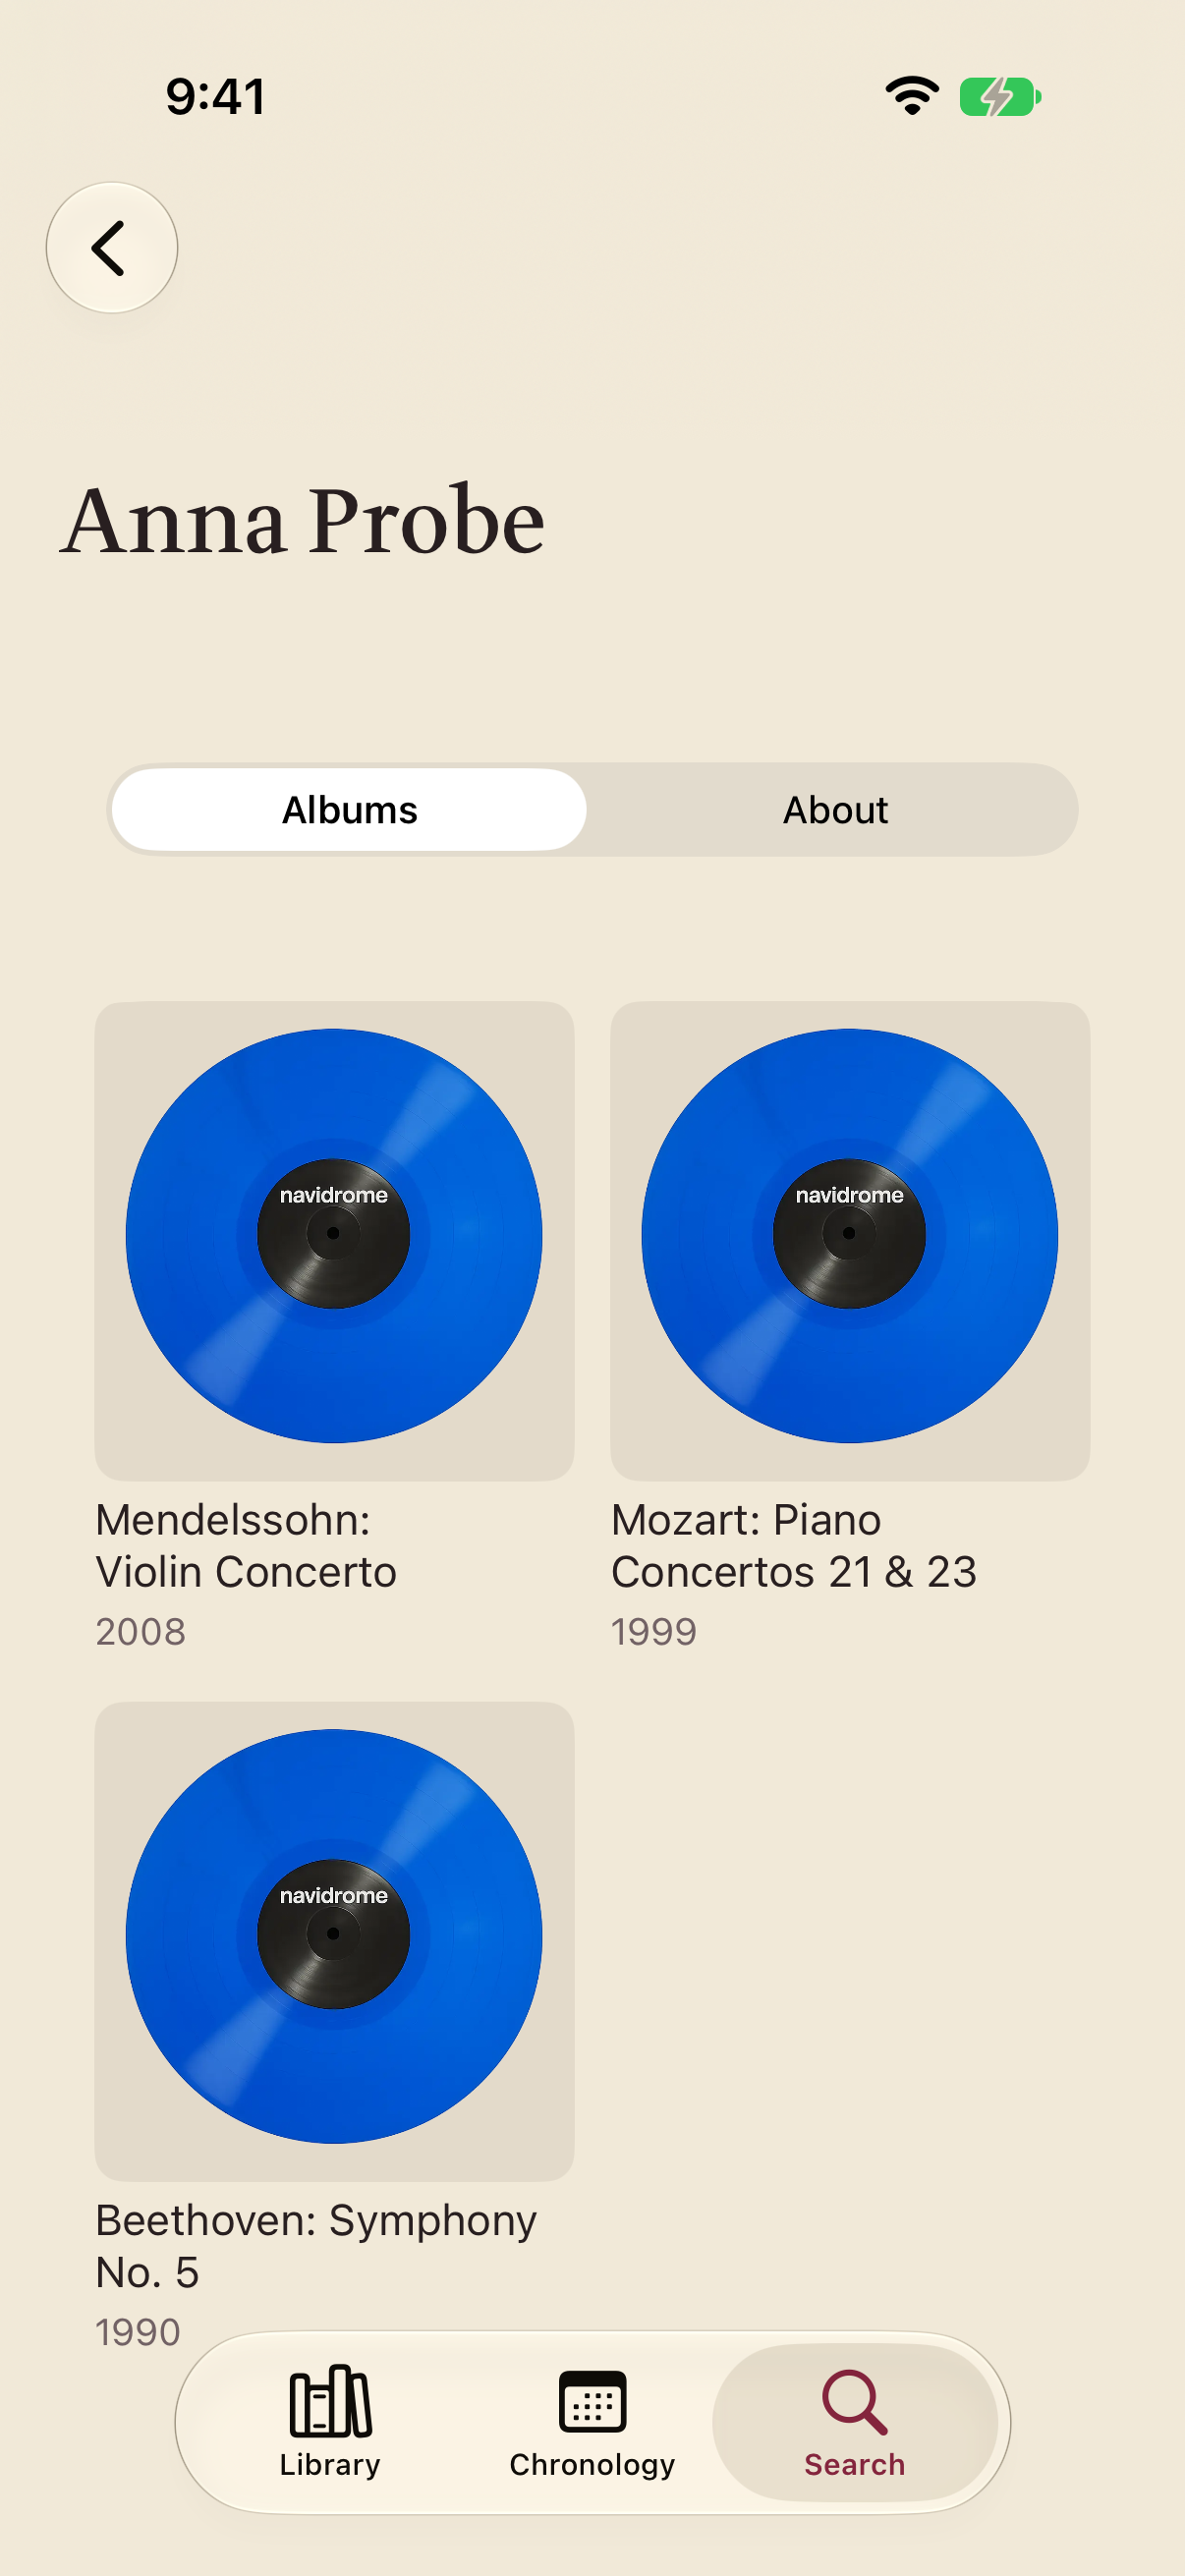 9:41
Anna Probe
Albums
About
navidrome
navidrome
Mendelssohn:
Violin Concerto
2008
Mozart: Piano
Concertos 21 & 23
1999
navidrome
Beethoven: Symphony
No. 5
1990
Library
Chronology
Search